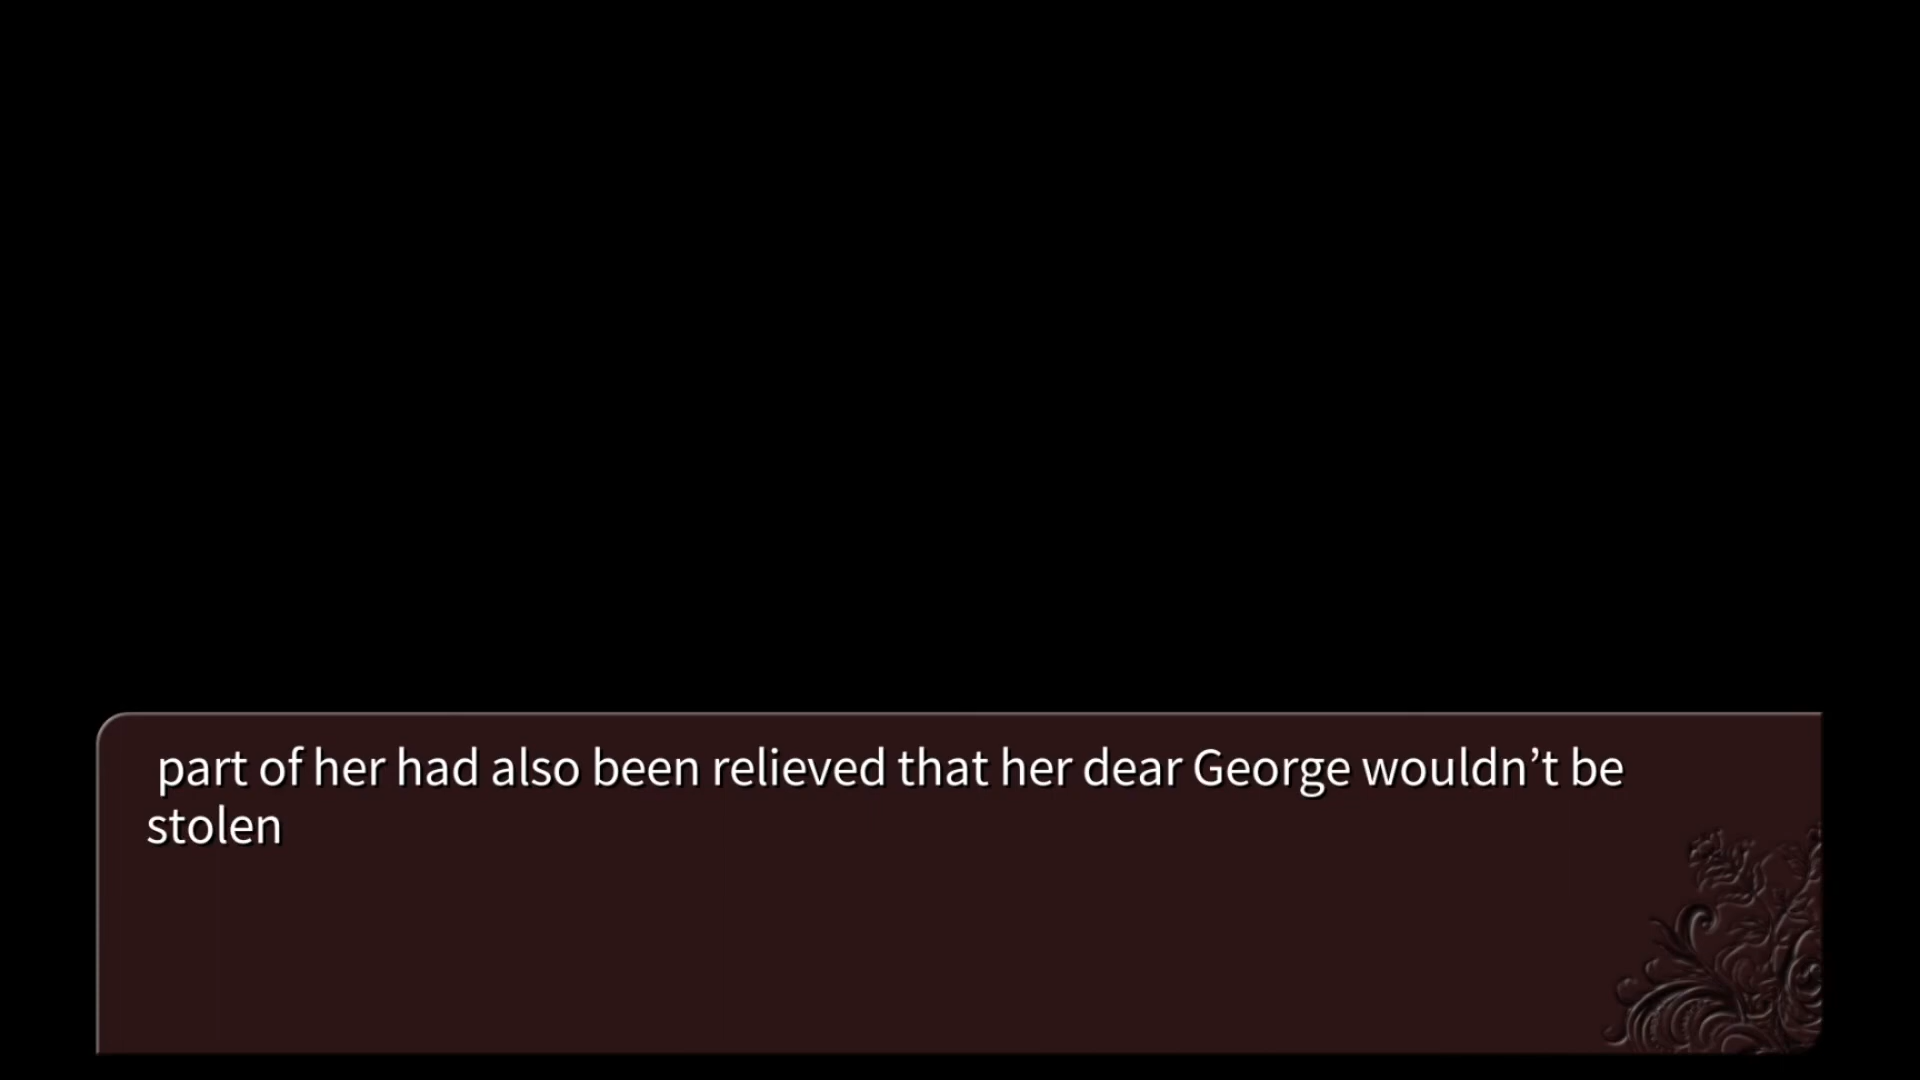 part of her had also been relieved that her dear George wouldn’t be
stolen